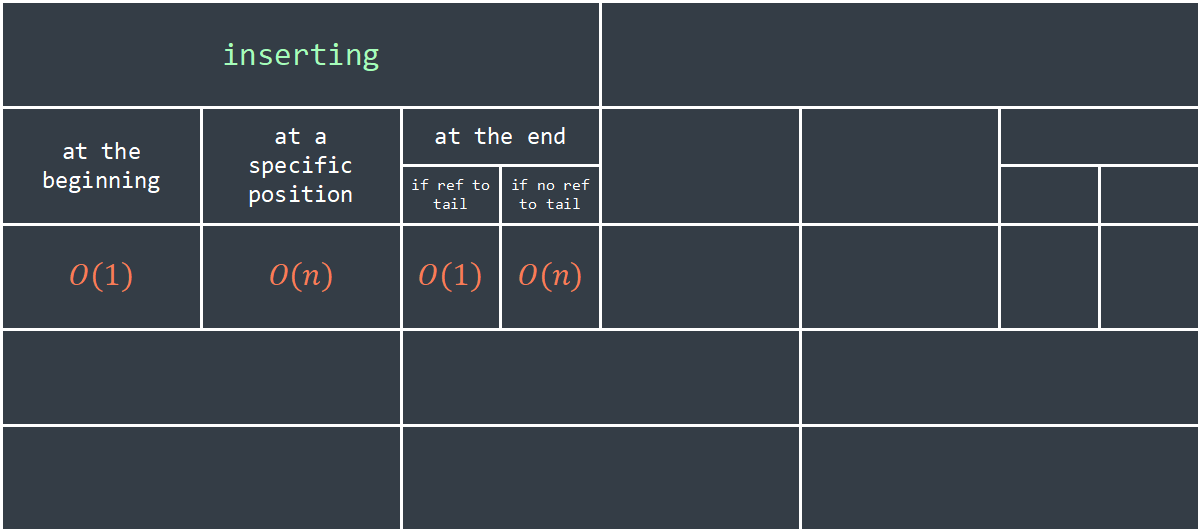 inserting
at the
beginning
at a
specific
position
at the end
if ref to
tail
if no ref
to tail
O(1)
O(n)
O(1)
O(n)